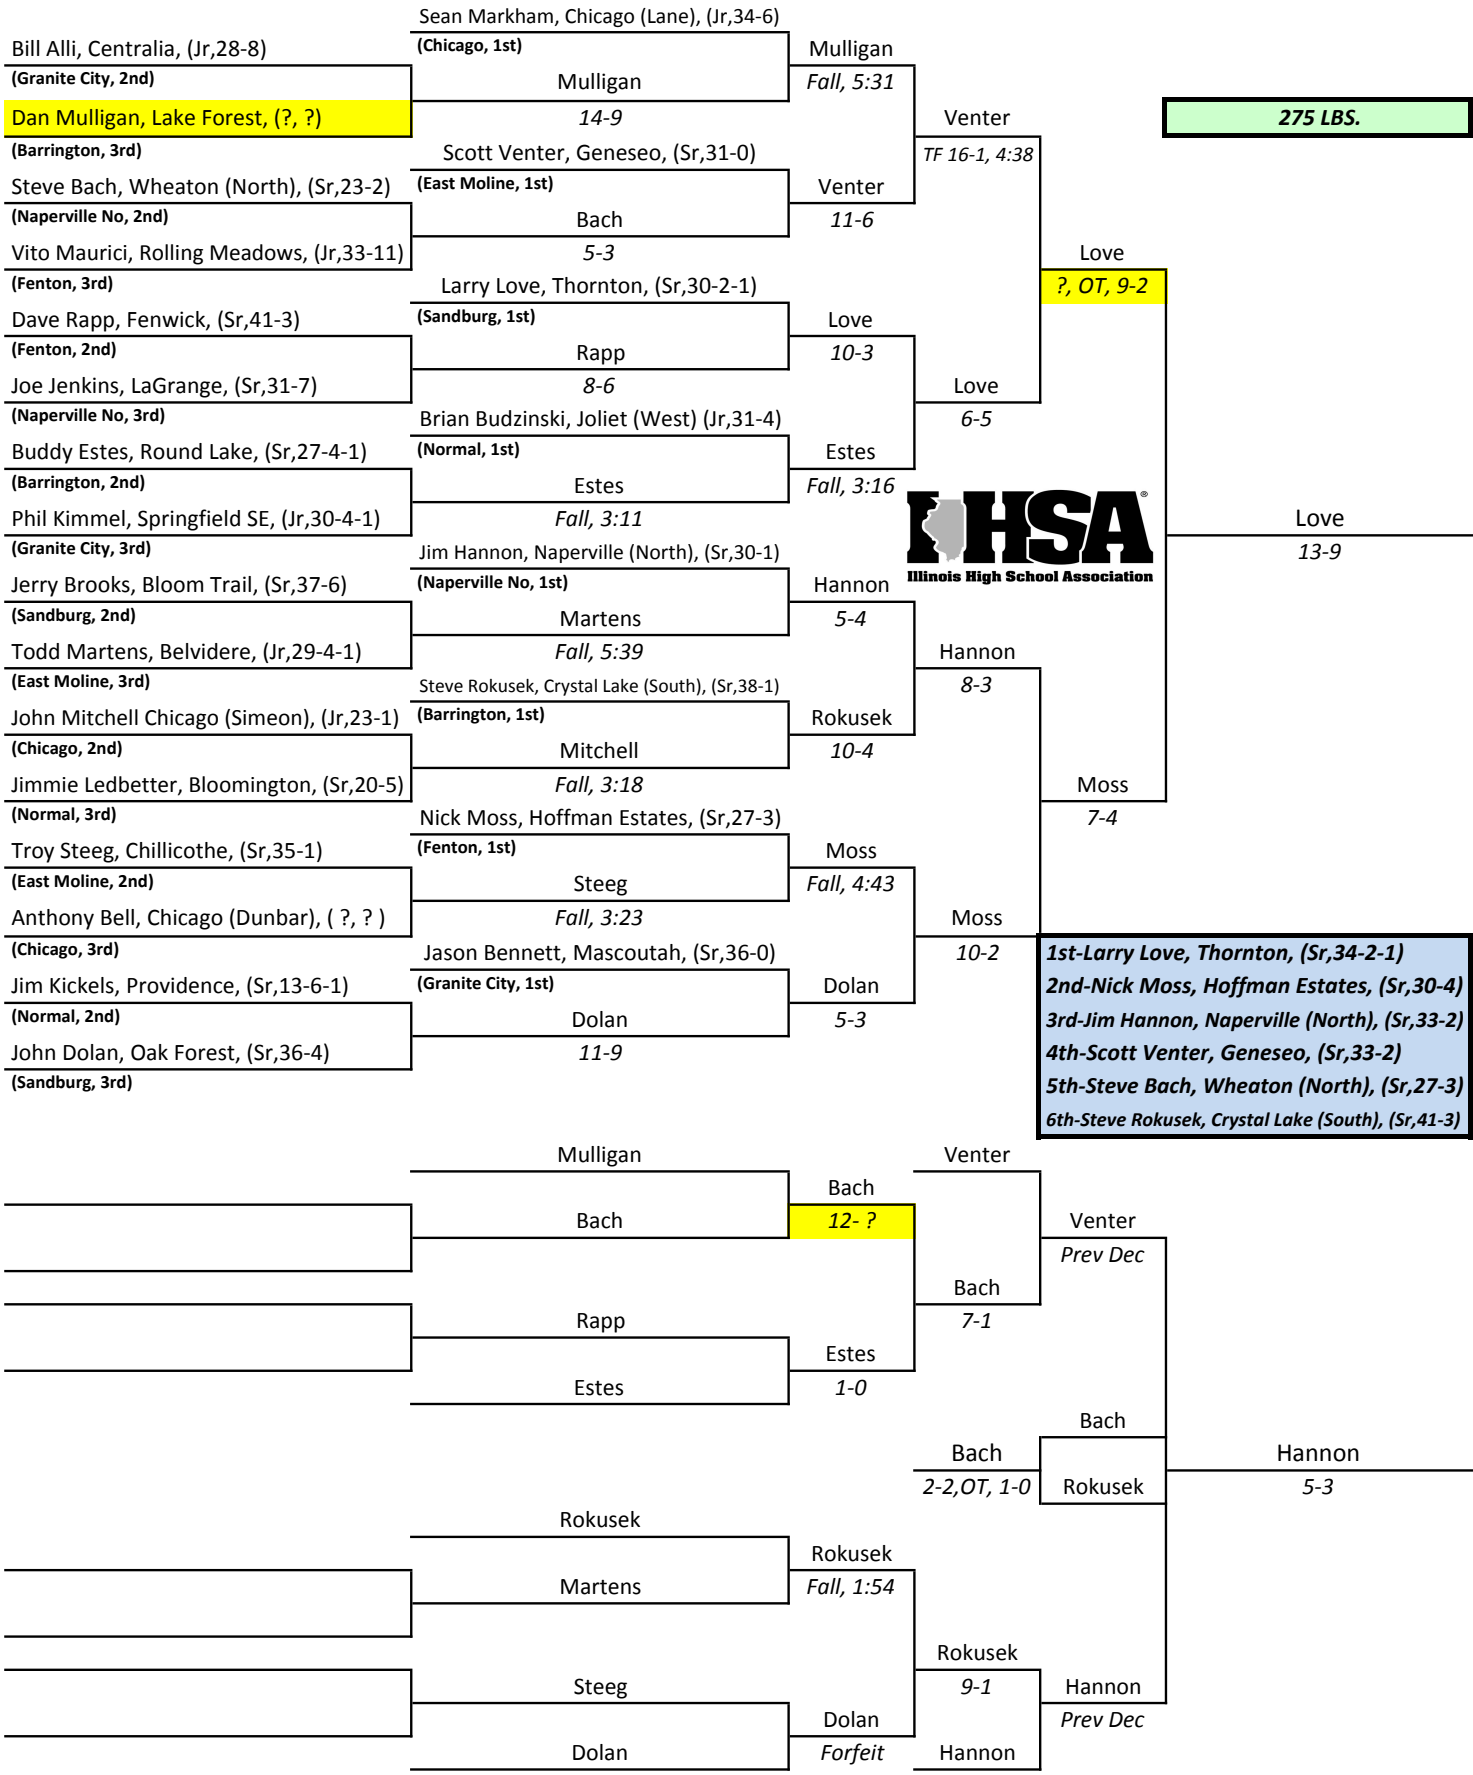 Sean Markham, Chicago (Lane), (Jr,34-6)
Bill Alli, Centralia, (Jr,28-8)
(Chicago, 1st)
Mulligan
(Granite City, 2nd)
Mulligan
Fall, 5:31
Dan Mulligan, Lake Forest, (?, ?)
14-9
Venter
275 LBS.
(Barrington, 3rd)
Scott Venter, Geneseo, (Sr,31-0)
TF 16-1, 4:38
Steve Bach, Wheaton (North), (Sr,23-2)
(East Moline, 1st)
Venter
(Naperville No, 2nd)
Bach
11-6
Vito Maurici, Rolling Meadows, (Jr,33-11)
5-3
Love
(Fenton, 3rd)
Larry Love, Thornton, (Sr,30-2-1)
?, OT, 9-2
Dave Rapp, Fenwick, (Sr,41-3)
(Sandburg, 1st)
Love
(Fenton, 2nd)
Rapp
10-3
Joe Jenkins, LaGrange, (Sr,31-7)
8-6
Love
(Naperville No, 3rd)
Brian Budzinski, Joliet (West) (Jr,31-4)
6-5
Buddy Estes, Round Lake, (Sr,27-4-1)
(Normal, 1st)
Estes
(Barrington, 2nd)
Estes
Fall, 3:16
Phil Kimmel, Springfield SE, (Jr,30-4-1)
Fall, 3:11
IHSA®
Illinois High School Association
Love
(Granite City, 3rd)
Jim Hannon, Naperville (North), (Sr,30-1)
13-9
Jerry Brooks, Bloom Trail, (Sr,37-6)
(Naperville No, 1st)
Hannon
(Sandburg, 2nd)
Martens
5-4
Todd Martens, Belvidere, (Jr,29-4-1)
Fall, 5:39
Hannon
(East Moline, 3rd)
Steve Rokusek, Crystal Lake (South), (Sr,38-1)
8-3
John Mitchell Chicago (Simeon), (Jr,23-1)
(Barrington, 1st)
Rokusek
(Chicago, 2nd)
Mitchell
10-4
Jimmie Ledbetter, Bloomington, (Sr,20-5)
Fall, 3:18
Moss
(Normal, 3rd)
Nick Moss, Hoffman Estates, (Sr,27-3)
7-4
Troy Steeg, Chillicothe, (Sr,35-1)
(Fenton, 1st)
Moss
(East Moline, 2nd)
Steeg
Fall, 4:43
Anthony Bell, Chicago (Dunbar), ( ?, ? )
Fall, 3:23
Moss
(Chicago, 3rd)
Jason Bennett, Mascoutah, (Sr,36-0)
10-2
1st-Larry Love, Thornton, (Sr,34-2-1)
Jim Kickels, Providence, (Sr,13-6-1)
(Granite City, 1st)
Dolan
2nd-Nick Moss, Hoffman Estates, (Sr,30-4)
(Normal, 2nd)
Dolan
5-3
3rd-Jim Hannon, Naperville (North), (Sr,33-2)
John Dolan, Oak Forest, (Sr,36-4)
11-9
4th-Scott Venter, Geneseo, (Sr,33-2)
(Sandburg, 3rd)
5th-Steve Bach, Wheaton (North), (Sr,27-3)
6th-Steve Rokusek, Crystal Lake (South), (Sr,41-3)
Mulligan
Venter
Bach
Bach
12- ?
Venter
Prev Dec
Bach
Rapp
7-1
Estes
Estes
1-0
Bach
Bach
Hannon
2-2,OT, 1-0
Rokusek
5-3
Rokusek
Rokusek
Martens
Fall, 1:54
Rokusek
Steeg
9-1
Hannon
Dolan
Prev Dec
Dolan
Forfeit
Hannon